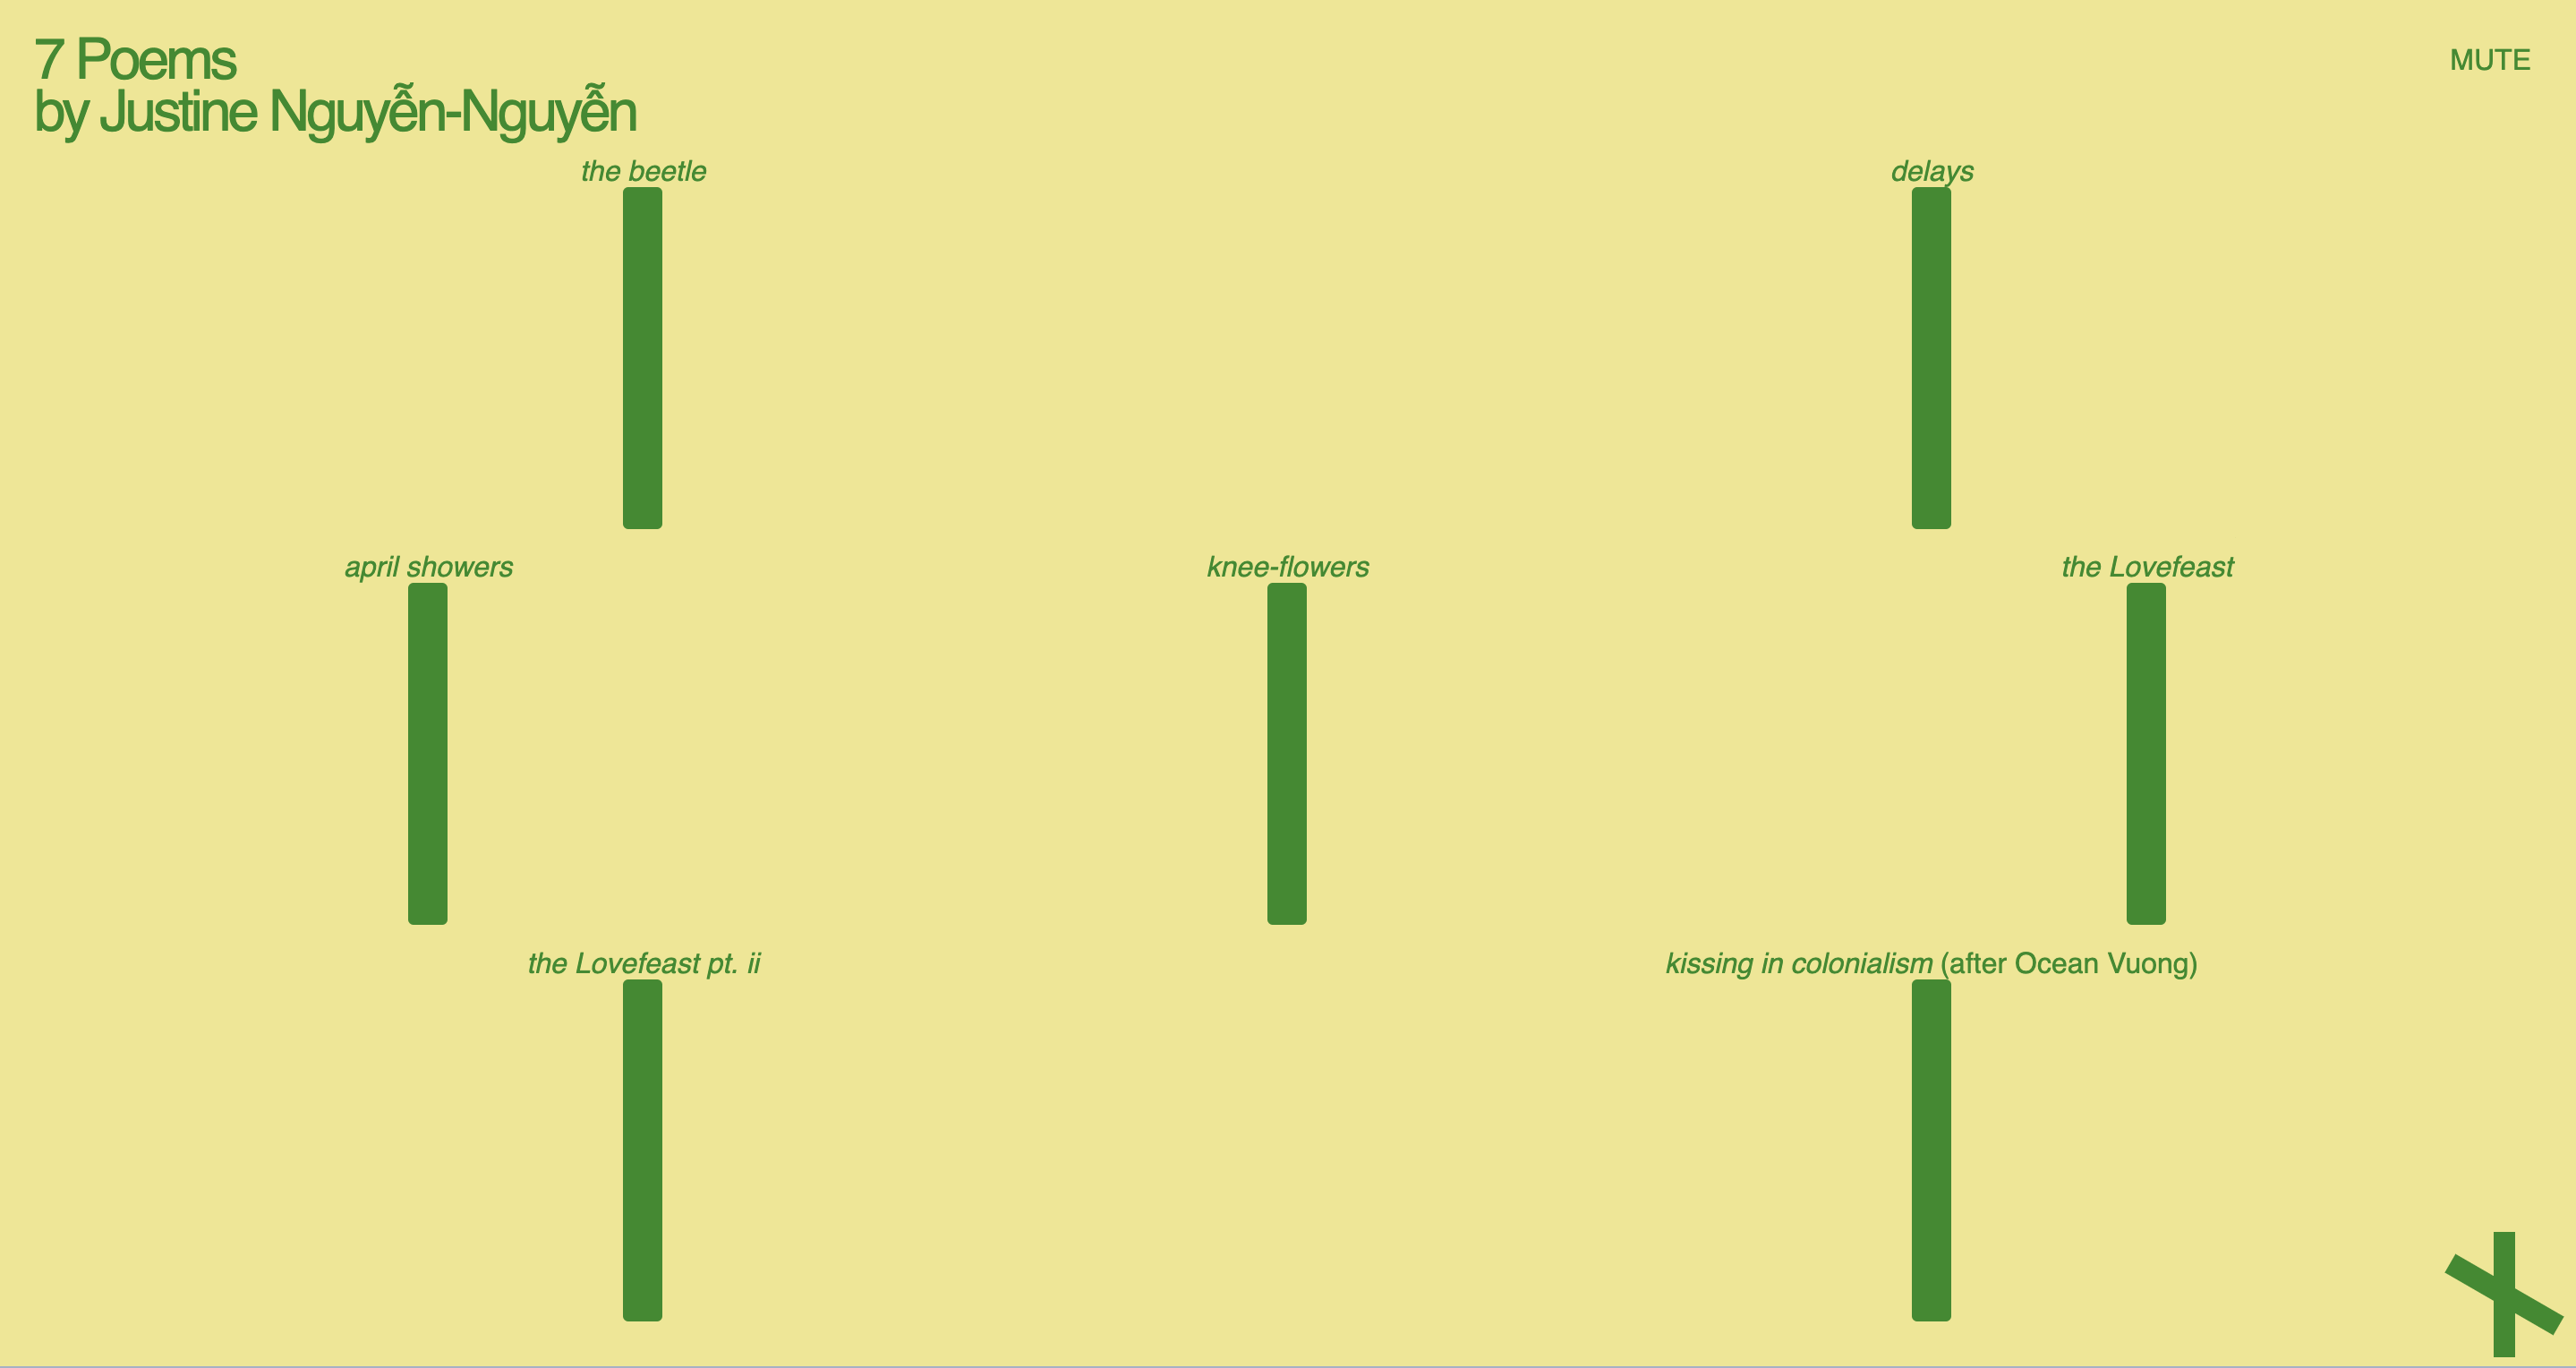 7 Poems
by Justine Nguyễn-Nguyễn
MUTE
the beetle
delays
april showers
knee-flowers
the Lovefeast
the Lovefeast pt. ii
kissing in colonialism (after Ocean Vuong)